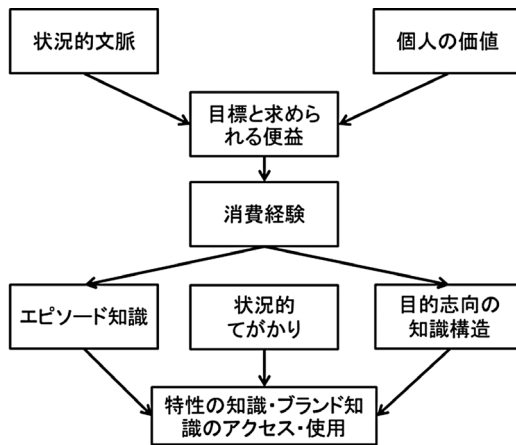 状況的文脈
個人の価値
目標と求めら
れる便益
消費経験
エピソード知識
状況的
てがかり
目的志向の
知識構造
特性の知識・ブランド知
識のアクセス・使用